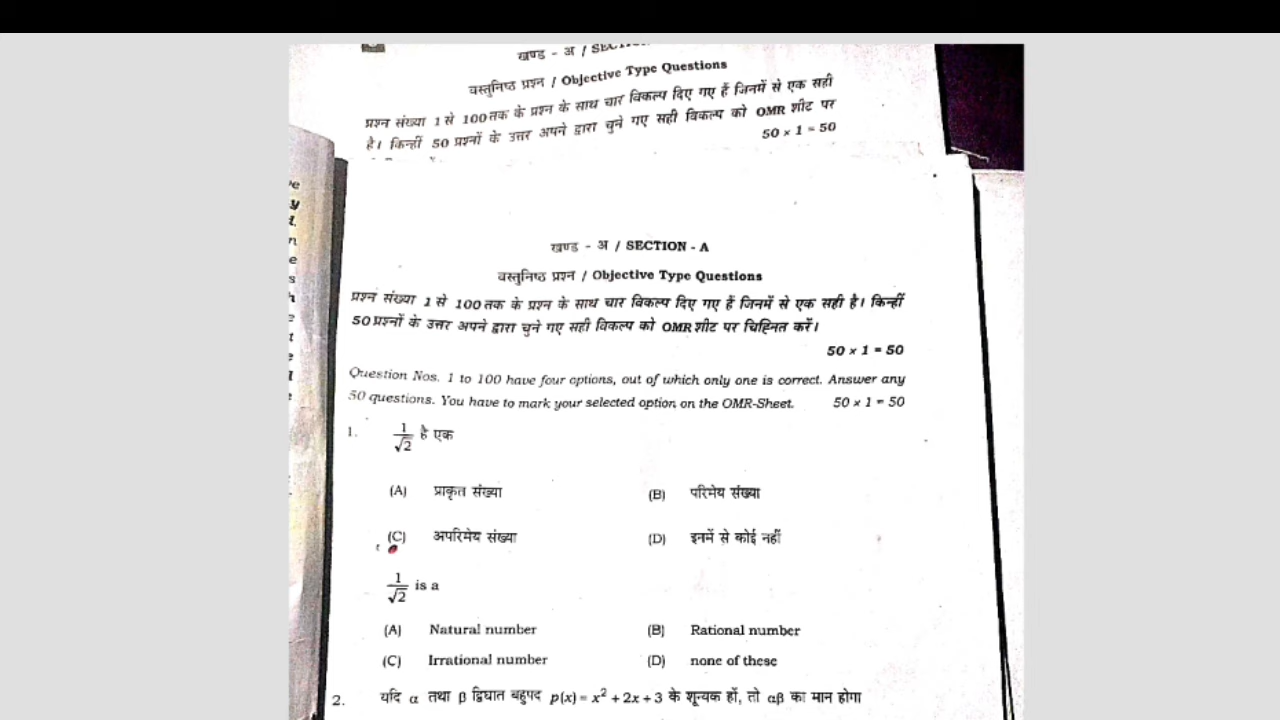 खण्ड - अ /
वस्तुनिष्ठ प्रश्न / Objective Type Questions
प्रश्न संख्या 1 से 100 तक के प्रश्न के साथ चार विकल्प दिए गए हैं जिनमें से एक सही
है। किन्हीं 50 प्रश्नों के उत्तर अपने द्वारा चुने गए सही विकल्प को OMR शीट पर
50 × 1 = 50
खण्ड - अ / SECTION - A
वस्तुनिष्ठ प्रश्न / Objective Type Questions
प्रश्न संख्या 1 से 100 तक के प्रश्न के साथ चार विकल्प दिए गए हैं जिनमें से एक सही है। किन्हीं
50 प्रश्नों के उत्तर अपने द्वारा चुने गए सही विकल्प को OMR शीट पर चिह्नित करें।
50 × 1 = 50
Question Nos. 1 to 100 have four options, out of which only one is correct. Answer any
50 questions. You have to mark your selected option on the OMR-Sheet. 50 × 1 = 50
1. 1/√2 है एक
(A) प्राकृत संख्या (B) परिमेय संख्या
(C) अपरिमेय संख्या (D) इनमें से कोई नहीं
1/√2 is a
(A) Natural number (B) Rational number
(C) Irrational number (D) none of these
2. यदि α तथा β द्विघात बहुपद p(x) = x² + 2x + 3 के शून्यक हों, तो αβ का मान होगा